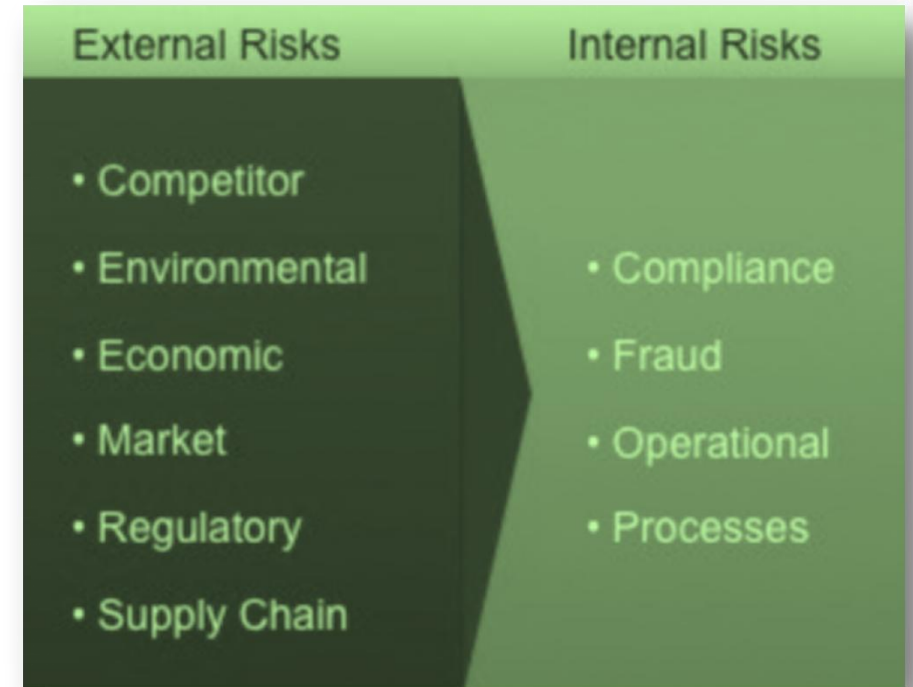 External Risks
• Competitor
• Environmental
• Economic
• Market
• Regulatory
• Supply Chain
Internal Risks
• Compliance
• Fraud
• Operational
• Processes